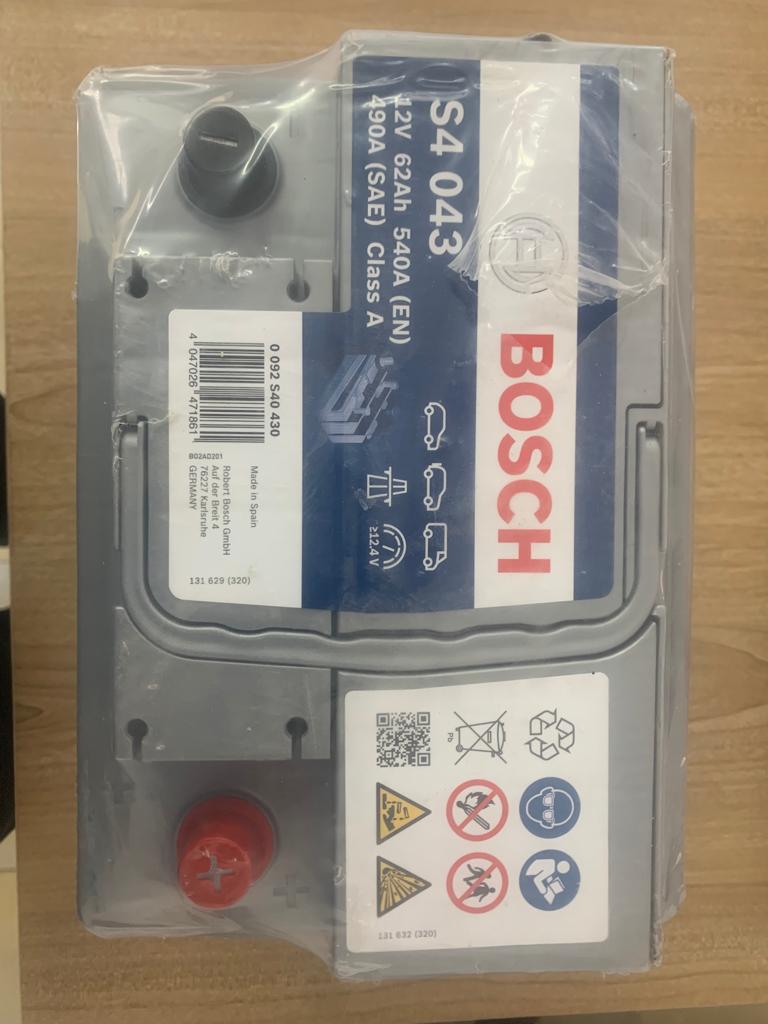 BOSCH
S4 043
12V 62Ah 540A (EN)
490A (SAE) Class A
≥12.4 V
0 092 S40 430
4 047026 471861
B02A0201
Made in Spain
Robert Bosch GmbH
Auf der Breit 4
76227 Karlsruhe
GERMANY
131 629 (320)
Pb
131 632 (320)